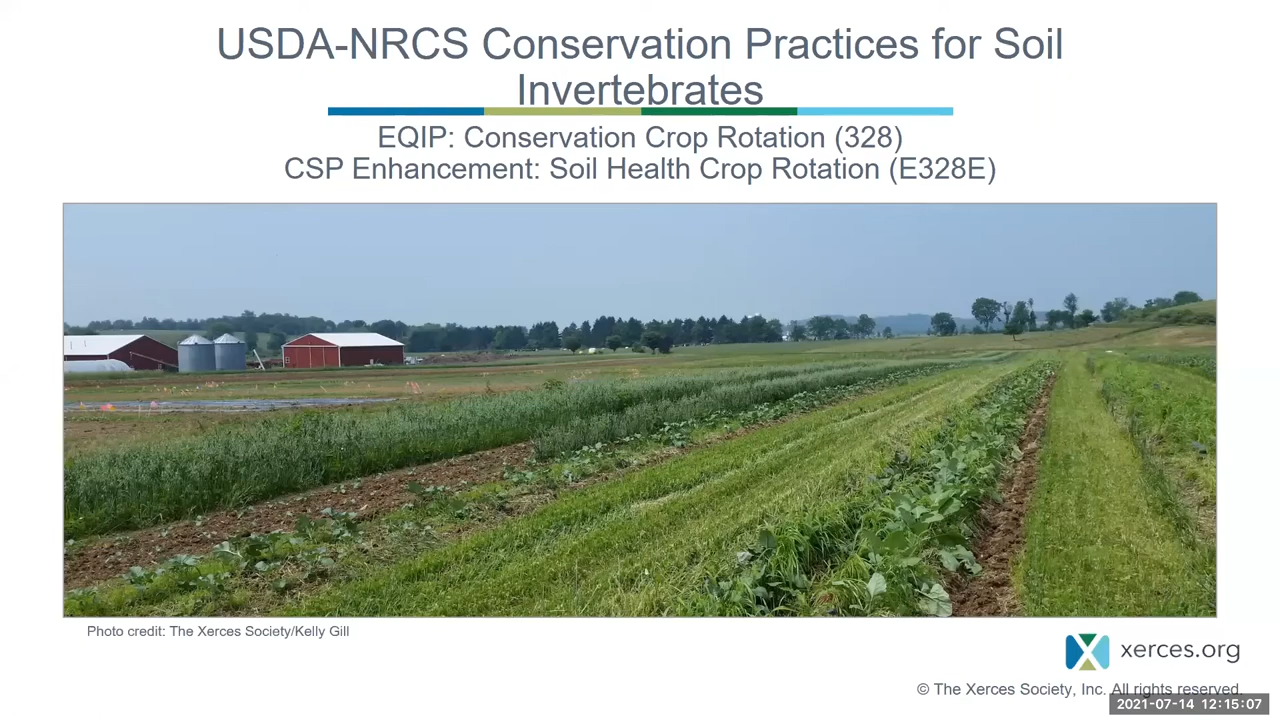 USDA-NRCS Conservation Practices for Soil
Invertebrates
EQIP: Conservation Crop Rotation (328)
CSP Enhancement: Soil Health Crop Rotation (E328E)
Photo credit: The Xerces Society/Kelly Gill
xerces.org
© The Xerces Society, Inc. All rights reserved.
2021-07-14 12:15:07